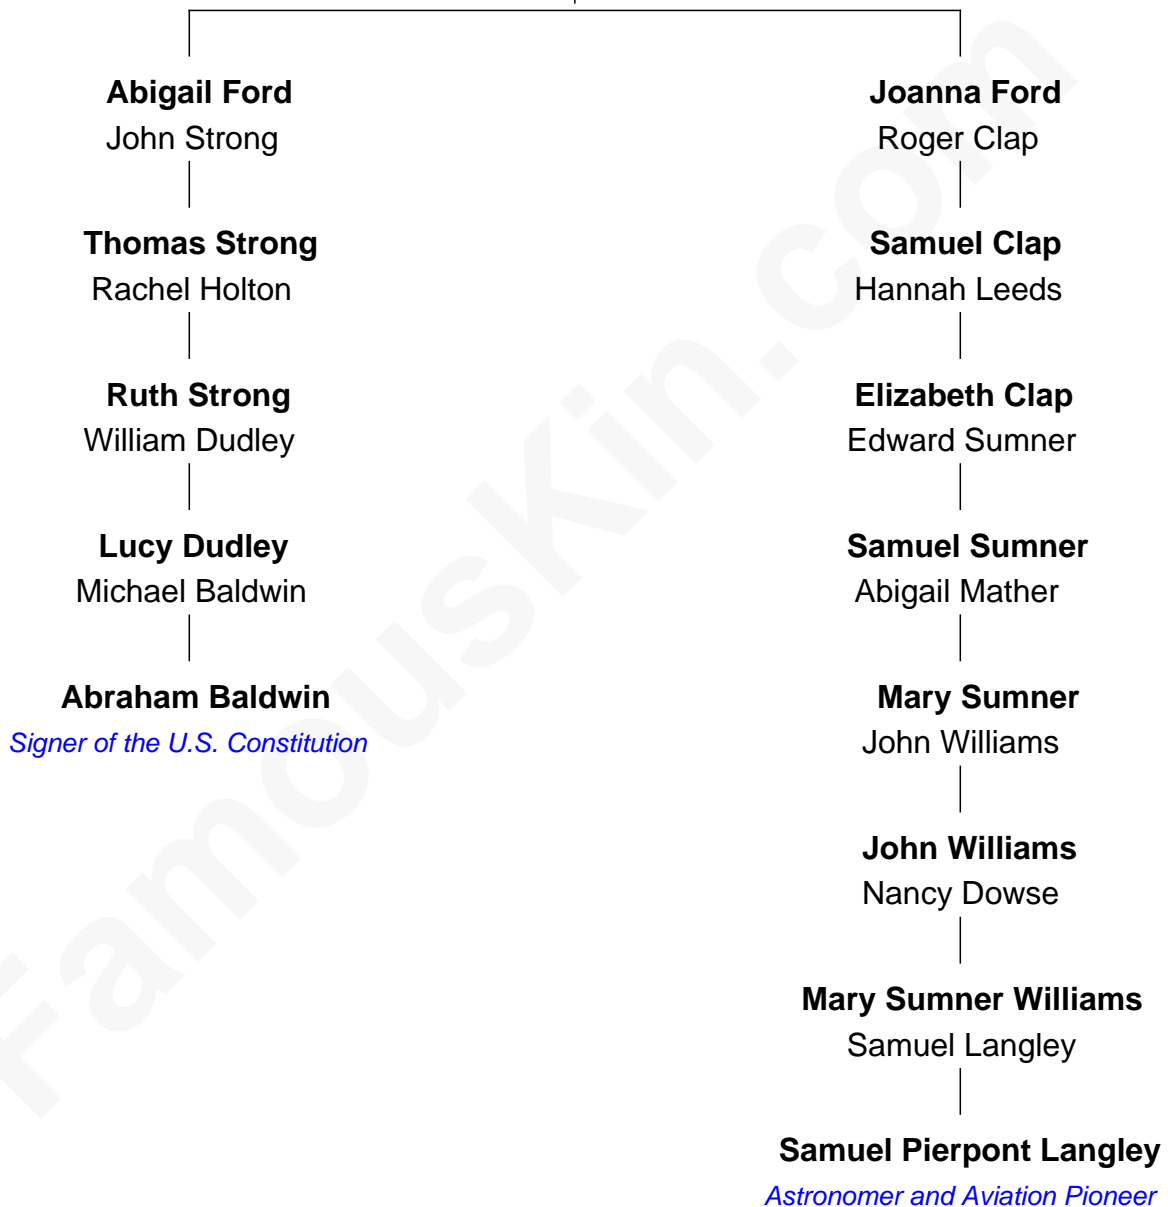 Abigail Ford
John Strong
Thomas Strong
Rachel Holton
Ruth Strong
William Dudley
Lucy Dudley
Michael Baldwin
Abraham Baldwin
Signer of the U.S. Constitution
Joanna Ford
Roger Clap
Samuel Clap
Hannah Leeds
Elizabeth Clap
Edward Sumner
Samuel Sumner
Abigail Mather
Mary Sumner
John Williams
John Williams
Nancy Dowse
Mary Sumner Williams
Samuel Langley
Samuel Pierpont Langley
Astronomer and Aviation Pioneer
FamousKin.com